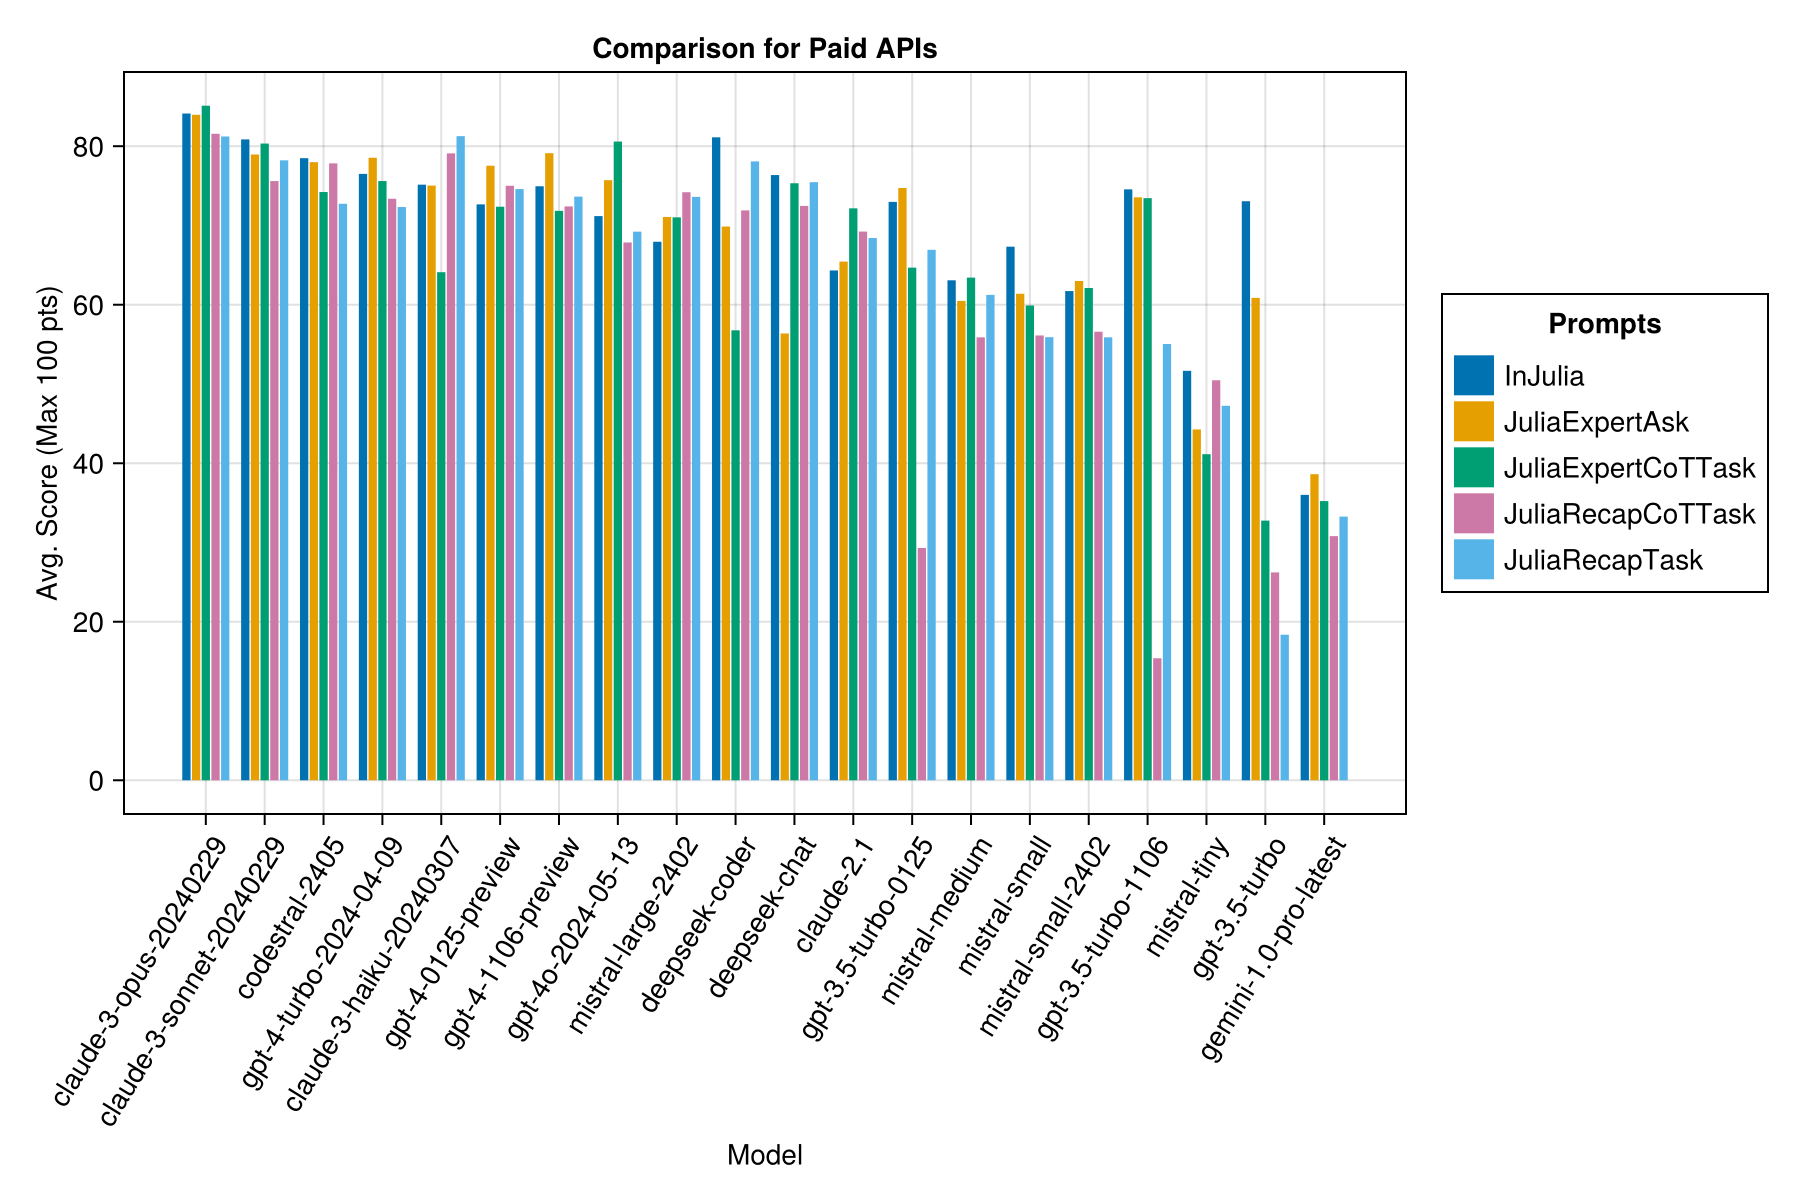 Comparison for Paid APIs
Avg. Score (Max 100 pts)
80
60
40
20
0
claude-3-opus-20240229
claude-3-sonnet-20240229
codestral-2405
gpt-4-turbo-2024-04-09
claude-3-haiku-20240307
gpt-4-0125-preview
gpt-4-1106-preview
gpt-4o-2024-05-13
mistral-large-2402
deepseek-coder
deepseek-chat
claude-2.1
gpt-3.5-turbo-0125
mistral-medium
mistral-small
mistral-small-2402
gpt-3.5-turbo-1106
mistral-tiny
gpt-3.5-turbo
gemini-1.0-pro-latest
Model
Prompts
InJulia
JuliaExpertAsk
JuliaExpertCoTTask
JuliaRecapCoTTask
JuliaRecapTask